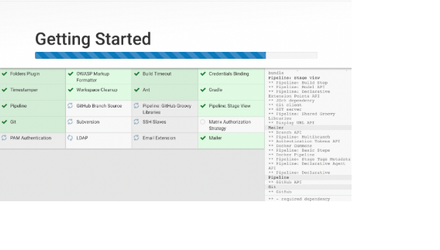 Getting Started
Folders Plugin
OWASP Markup
Formatter
Build Timeout
Credentials Binding
Timestamper
Workspace Cleanup
Ant
Gradle
Pipeline
GitHub Branch Source
Pipeline: GitHub Groovy
Libraries
Pipeline: Stage View
Git
Subversion
SSH Slaves
Matrix Authorization
Strategy
PAM Authentication
LDAP
Email Extension
Mailer
Pipeline: Stage View
** Pipeline: Build Step
** Pipeline: Model API
** Pipeline: Declarative
Extension Points API
** Git client
** GIT server
** Pipeline: Shared Groovy
Libraries
** Display URL API
Mailer
** Branch API
** Pipeline: Multibranch
** Authentication Tokens API
** Docker Commons
** Pipeline: Basic Steps
** Docker Pipeline
** Pipeline: Stage Tags Metadata
** Pipeline: Declarative Agent
API
** Pipeline: Declarative
Pipeline
** GitHub API
Git
** GitHub
** - required dependency